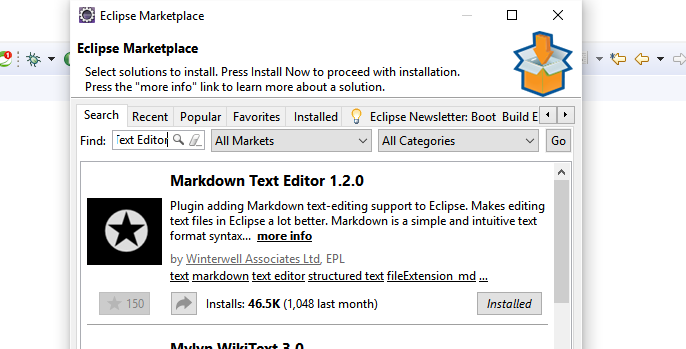 Eclipse Marketplace
Eclipse Marketplace
Select solutions to install. Press Install Now to proceed with installation.
Press the "more info" link to learn more about a solution.
Search Recent Popular Favorites Installed Eclipse Newsletter: Boot Build E
Find: Text Editor All Markets All Categories Go
Markdown Text Editor 1.2.0
Plugin adding Markdown text-editing support to Eclipse. Makes editing
text files in Eclipse a lot better. Markdown is a simple and intuitive text
format syntax... more info
by Winterwell Associates Ltd, EPL
text markdown text editor structured text fileExtension_md ...
150 Installs: 46.5K (1,048 last month) Installed
Mylyn WikiText 3.0